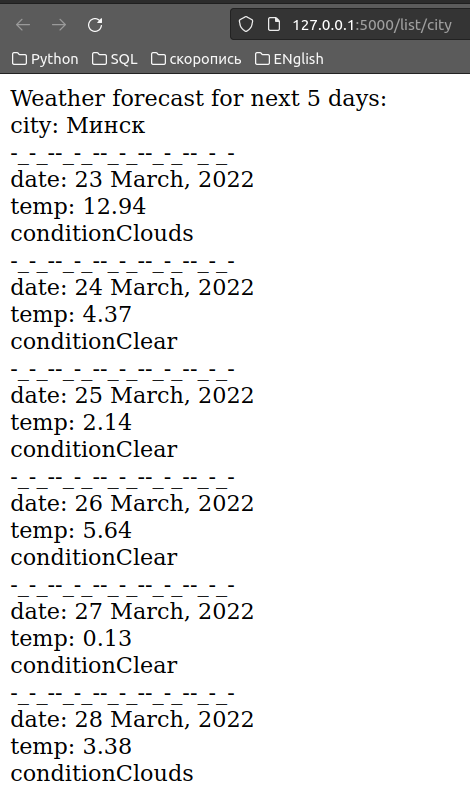 127.0.0.1:5000/list/city
Python SQL скоропись ENglish
Weather forecast for next 5 days:
city: Минск
-_-_--_-_--_-_--_-_--_-_-
date: 23 March, 2022
temp: 12.94
conditionClouds
-_-_--_-_--_-_--_-_--_-_-
date: 24 March, 2022
temp: 4.37
conditionClear
-_-_--_-_--_-_--_-_--_-_-
date: 25 March, 2022
temp: 2.14
conditionClear
-_-_--_-_--_-_--_-_--_-_-
date: 26 March, 2022
temp: 5.64
conditionClear
-_-_--_-_--_-_--_-_--_-_-
date: 27 March, 2022
temp: 0.13
conditionClear
-_-_--_-_--_-_--_-_--_-_-
date: 28 March, 2022
temp: 3.38
conditionClouds